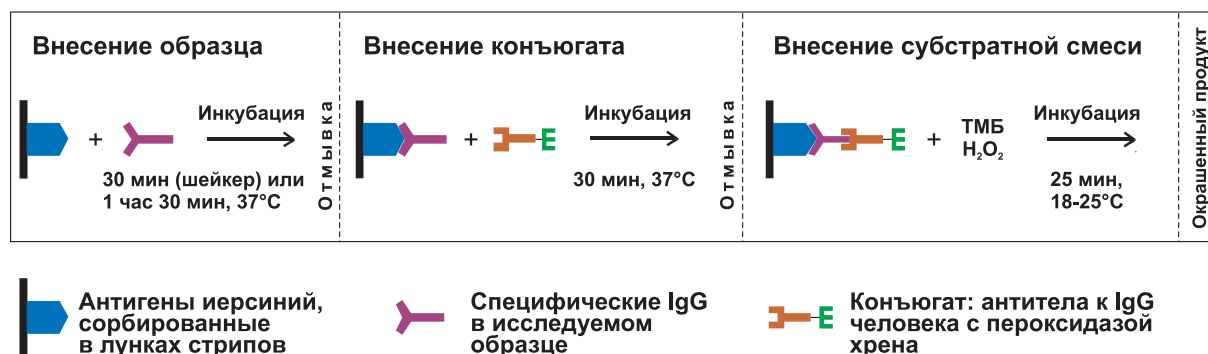 Внесение образца
+
Инкубация
30 мин (шейкер) или
1 час 30 мин, 37°C
Отмывка
Внесение конъюгата
+
E
Инкубация
30 мин, 37°C
Отмывка
Внесение субстратной смеси
E
+
ТМБ
H₂O₂
Инкубация
25 мин,
18-25°C
Окрашенный продукт
Антигены иерсиний,
сорбированные
в лунках стрипов
Специфические IgG
в исследуемом
образце
E
Конъюгат: антитела к IgG
человека с пероксидазой
хрена